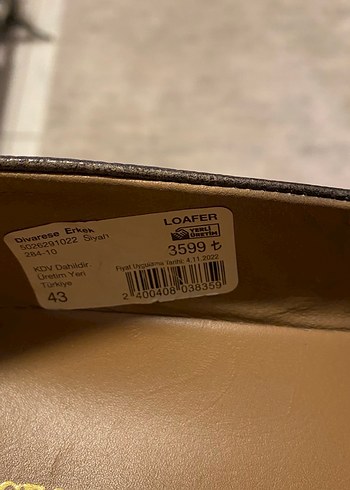 Divarese Erkek
5026291022 Siyah
284-10
LOAFER
YERLİ
ÜRETİM
3599 ₺
KDV Dahildir.
Üretim Yeri
Türkiye
43
Fiyat Uygulama Tarihi: 4.11.2022
2 400408 038359